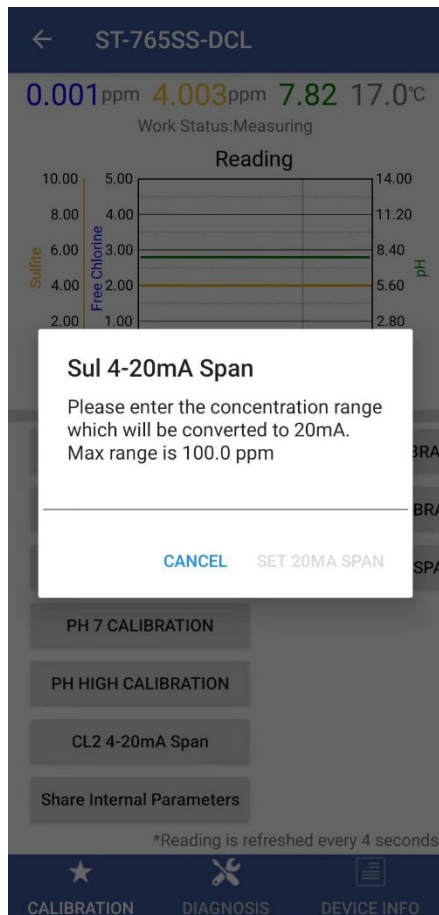 ← ST-765SS-DCL
0.001ppm 4.003ppm 7.82 17.0℃
Work Status:Measuring
Reading
10.00 5.00 14.00
8.00 4.00 11.20
6.00 3.00 8.40
4.00 2.00 5.60
2.00 1.00 2.80
Sulfite
Free Chlorine
pH
Sul 4-20mA Span
Please enter the concentration range
which will be converted to 20mA.
Max range is 100.0 ppm
CANCEL SET 20MA SPAN
PH 7 CALIBRATION
PH HIGH CALIBRATION
CL2 4-20mA Span
Share Internal Parameters
*Reading is refreshed every 4 seconds
CALIBRATION DIAGNOSIS DEVICE INFO